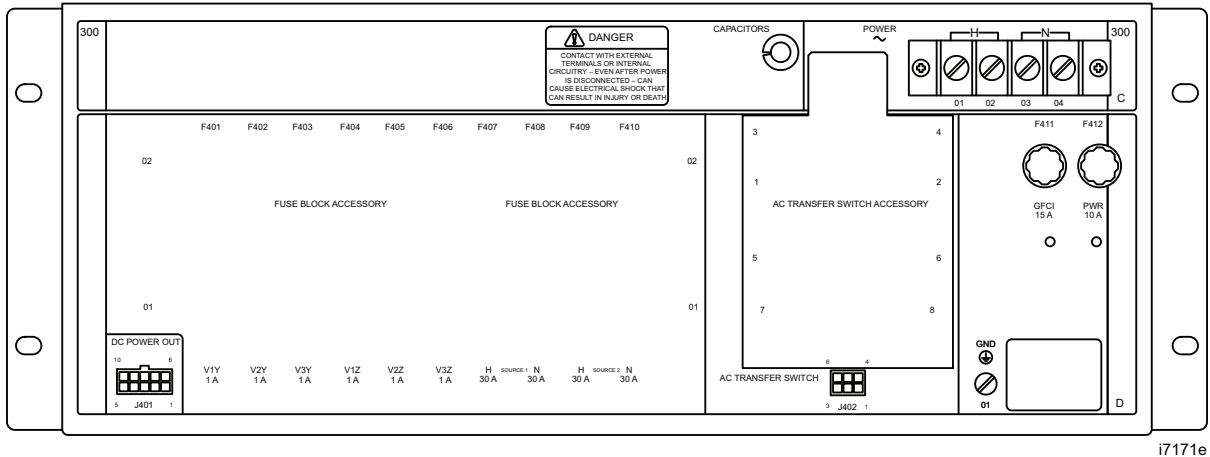 300
DANGER
CONTACT WITH EXTERNAL
TERMINALS OR INTERNAL
CIRCUITRY – EVEN AFTER POWER
IS DISCONNECTED – CAN
CAUSE ELECTRICAL SHOCK THAT
CAN RESULT IN INJURY OR DEATH
CAPACITORS
POWER
H
N
300
01 02 03 04
C
F401 F402 F403 F404 F405 F406 F407 F408 F409 F410
02
02
FUSE BLOCK ACCESSORY
FUSE BLOCK ACCESSORY
01
01
DC POWER OUT
10 6
5 J401 1
V1Y V2Y V3Y V1Z V2Z V3Z H SOURCE 1 N H SOURCE 2 N
1 A 1 A 1 A 1 A 1 A 1 A 30 A 30 A 30 A 30 A
3 4
1 2
AC TRANSFER SWITCH ACCESSORY
5 6
7 8
AC TRANSFER SWITCH
6 4
3 J402 1
F411 F412
GFCI PWR
15 A 10 A
GND
01
D
i7171e